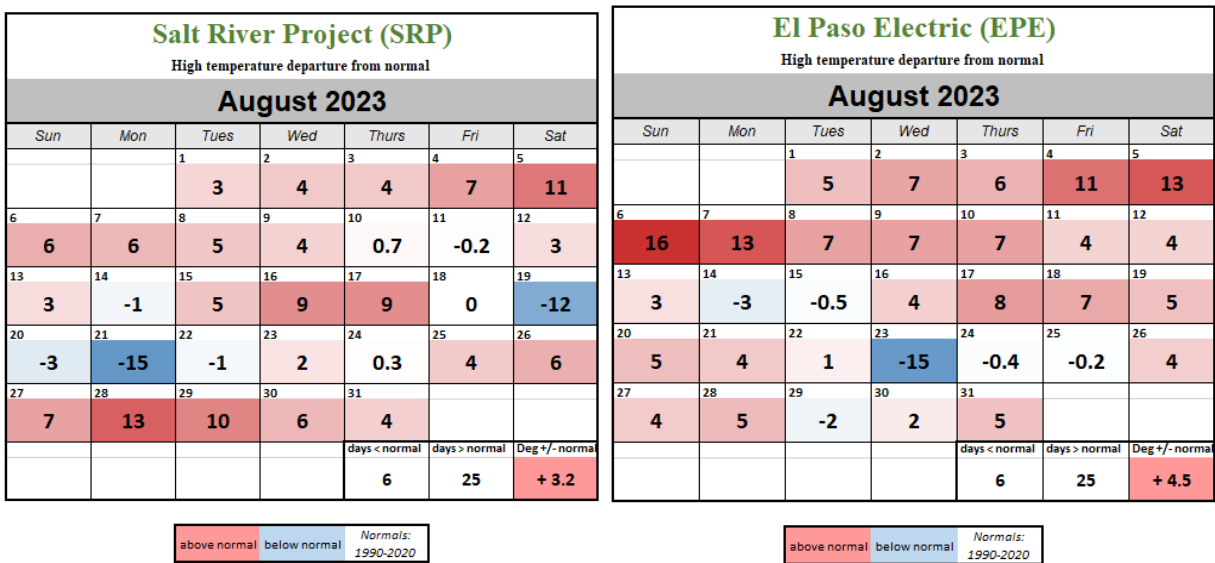 Salt River Project (SRP)
High temperature departure from normal
August 2023
Sun Mon Tues Wed Thurs Fri Sat
1 2 3 4 5
3 4 4 7 11
6 7 8 9 10 11 12
6 6 5 4 0.7 -0.2 3
13 14 15 16 17 18 19
3 -1 5 9 9 0 -12
20 21 22 23 24 25 26
-3 -15 -1 2 0.3 4 6
27 28 29 30 31
7 13 10 6 4
days < normal days > normal Deg +/- normal
6 25 + 3.2
above normal below normal Normals:
1990-2020
El Paso Electric (EPE)
High temperature departure from normal
August 2023
Sun Mon Tues Wed Thurs Fri Sat
1 2 3 4 5
5 7 6 11 13
6 7 8 9 10 11 12
16 13 7 7 7 4 4
13 14 15 16 17 18 19
3 -3 -0.5 4 8 7 5
20 21 22 23 24 25 26
5 4 1 -15 -0.4 -0.2 4
27 28 29 30 31
4 5 -2 2 5
days < normal days > normal Deg +/- normal
6 25 + 4.5
above normal below normal Normals:
1990-2020